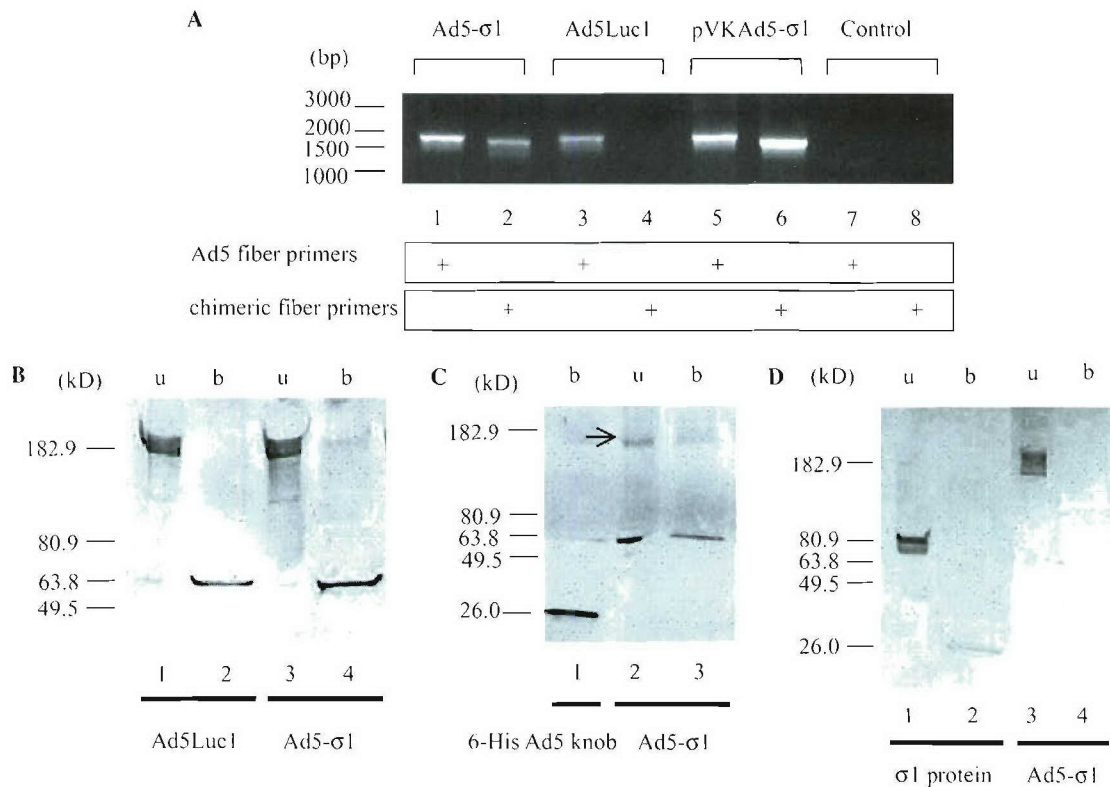 A
Ad5-σ1 Ad5Luc1 pVKAd5-σ1 Control
(bp)
3000
2000
1500
1000
1 2 3 4 5 6 7 8
Ad5 fiber primers + + + +
chimeric fiber primers + + + +
B (kD) u b u b
182.9
80.9
63.8
49.5
1 2 3 4
Ad5Luc1 Ad5-σ1
C (kD) b u b
182.9
80.9
63.8
49.5
26.0
1 2 3
6-His Ad5 knob Ad5-σ1
D (kD) u b u b
182.9
80.9
63.8
49.5
26.0
1 2 3 4
σ1 protein Ad5-σ1